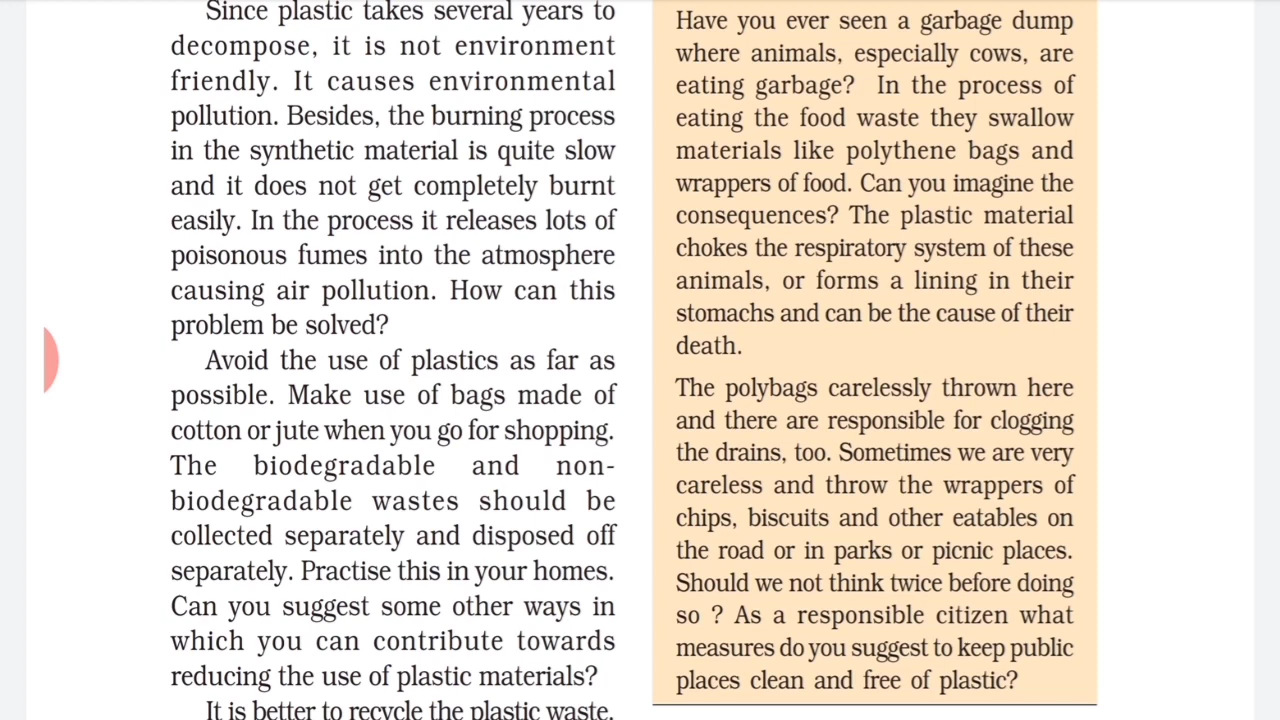 Since plastic takes several years to
decompose, it is not environment
friendly. It causes environmental
pollution. Besides, the burning process
in the synthetic material is quite slow
and it does not get completely burnt
easily. In the process it releases lots of
poisonous fumes into the atmosphere
causing air pollution. How can this
problem be solved?
Avoid the use of plastics as far as
possible. Make use of bags made of
cotton or jute when you go for shopping.
The biodegradable and non-
biodegradable wastes should be
collected separately and disposed off
separately. Practise this in your homes.
Can you suggest some other ways in
which you can contribute towards
reducing the use of plastic materials?
It is better to recycle the plastic waste.
Have you ever seen a garbage dump
where animals, especially cows, are
eating garbage? In the process of
eating the food waste they swallow
materials like polythene bags and
wrappers of food. Can you imagine the
consequences? The plastic material
chokes the respiratory system of these
animals, or forms a lining in their
stomachs and can be the cause of their
death.
The polybags carelessly thrown here
and there are responsible for clogging
the drains, too. Sometimes we are very
careless and throw the wrappers of
chips, biscuits and other eatables on
the road or in parks or picnic places.
Should we not think twice before doing
so ? As a responsible citizen what
measures do you suggest to keep public
places clean and free of plastic?